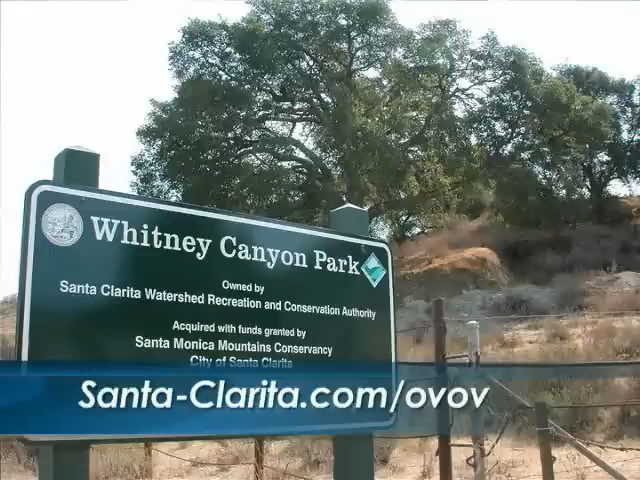 Whitney Canyon Park
Owned by
Santa Clarita Watershed Recreation and Conservation Authority
Acquired with funds granted by
Santa Monica Mountains Conservancy
City of Santa Clarita
Santa-Clarita.com/ovov